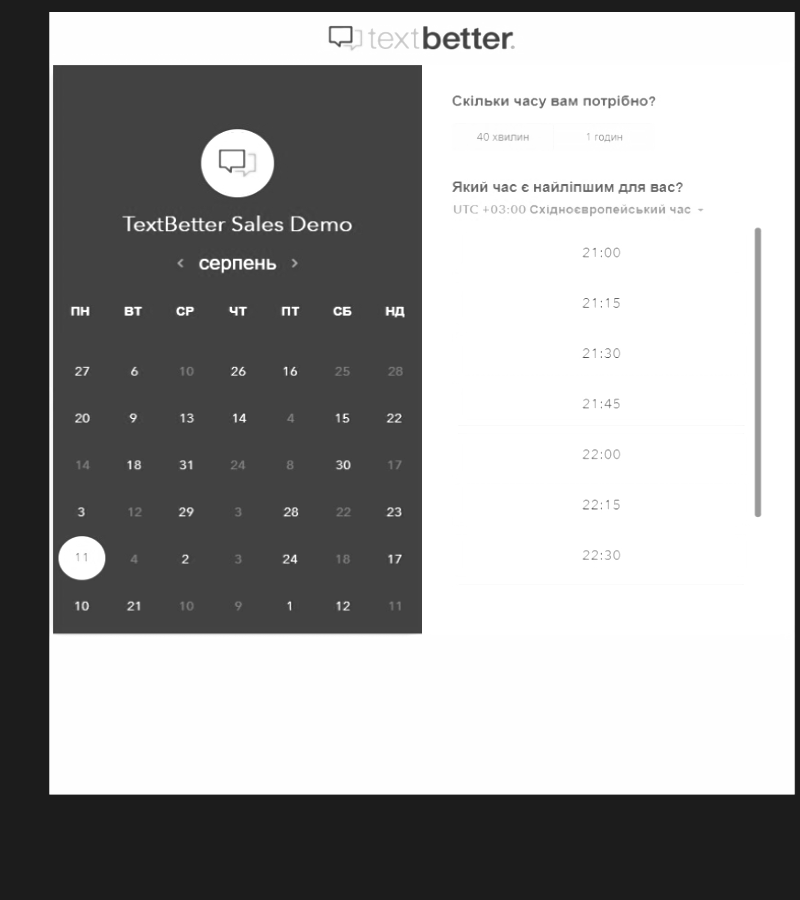 textbetter.
TextBetter Sales Demo
< серпень >
ПН ВТ СР ЧТ ПТ СБ НД
27 6 10 26 16 25 28
20 9 13 14 4 15 22
14 18 31 24 8 30 17
3 12 29 3 28 22 23
11 4 2 3 24 18 17
10 21 10 9 1 12 11
Скільки часу вам потрібно?
40 хвилин 1 годин
Який час є найліпшим для вас?
UTC +03:00 Східноєвропейський час
21:00
21:15
21:30
21:45
22:00
22:15
22:30